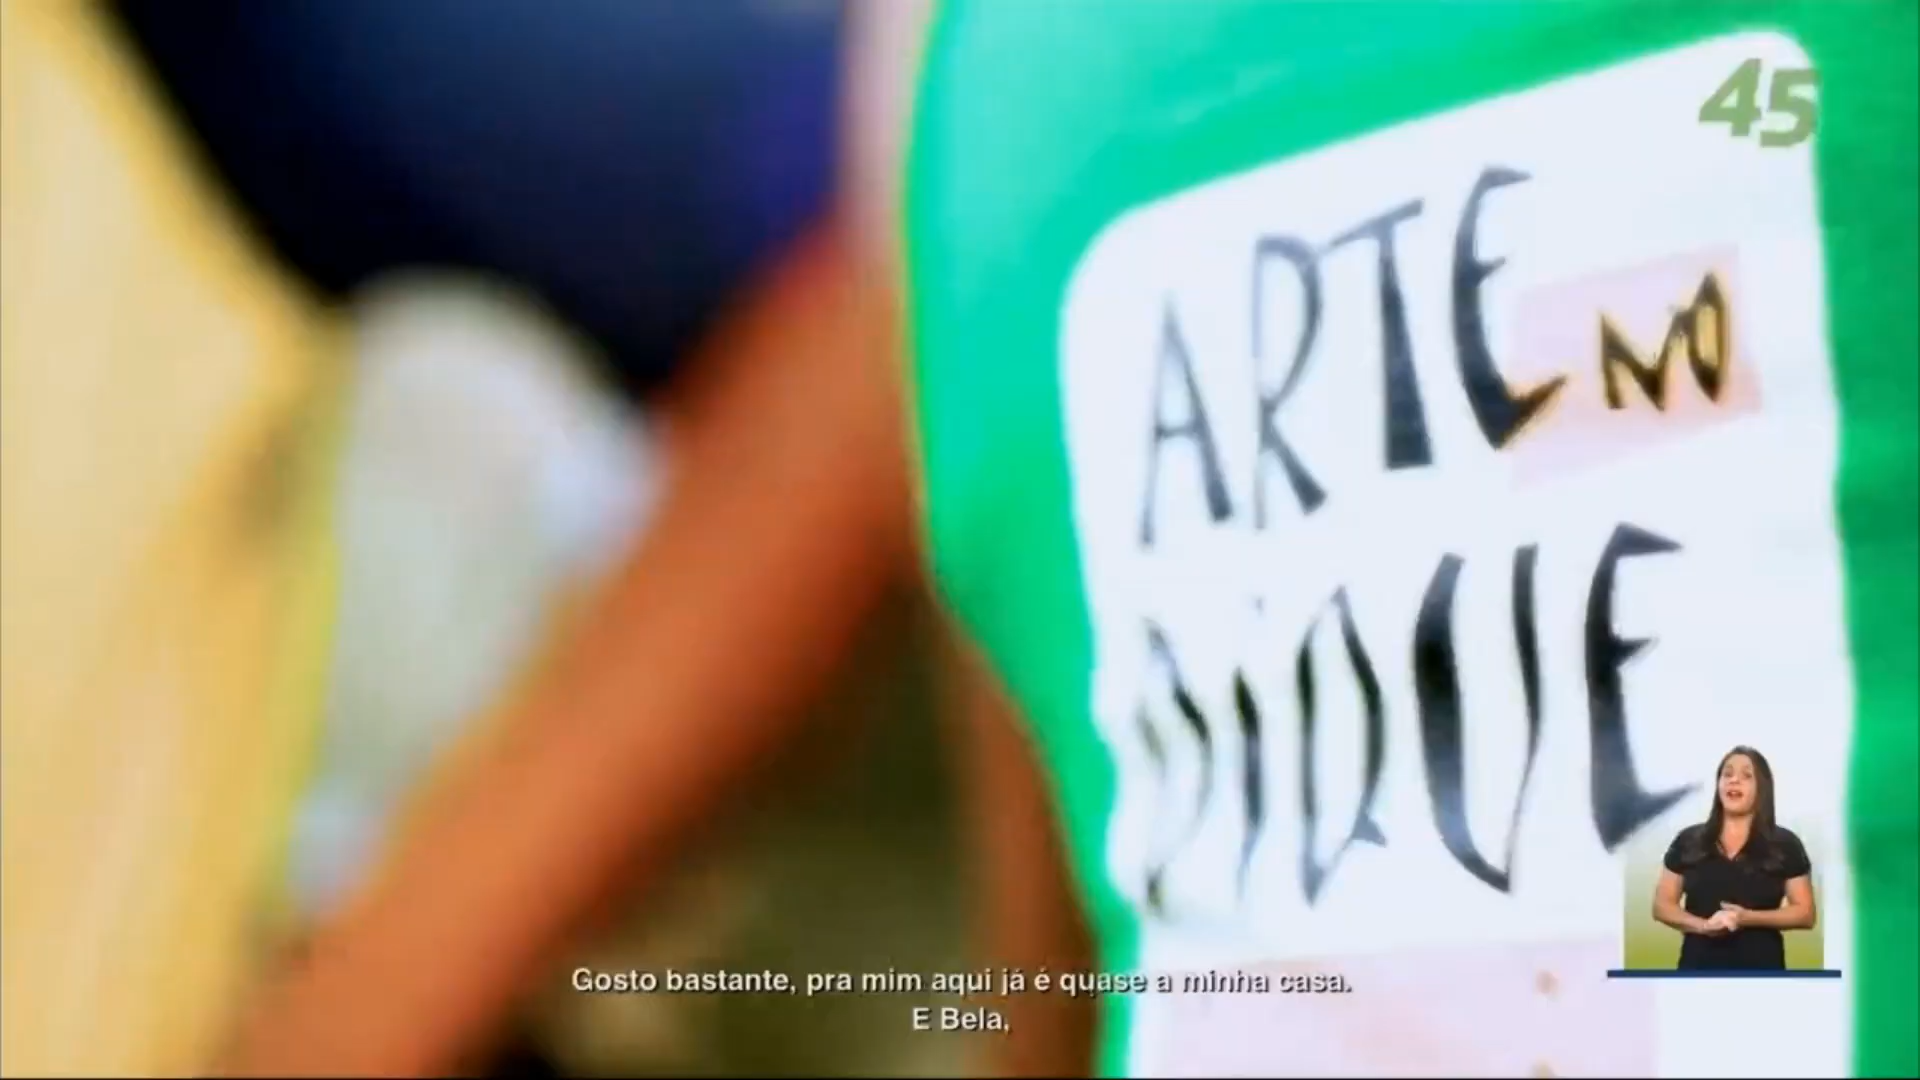 45
ARTE NO
DIQUE
Gosto bastante, pra mim aqui já é quase a minha casa.
E Bela,